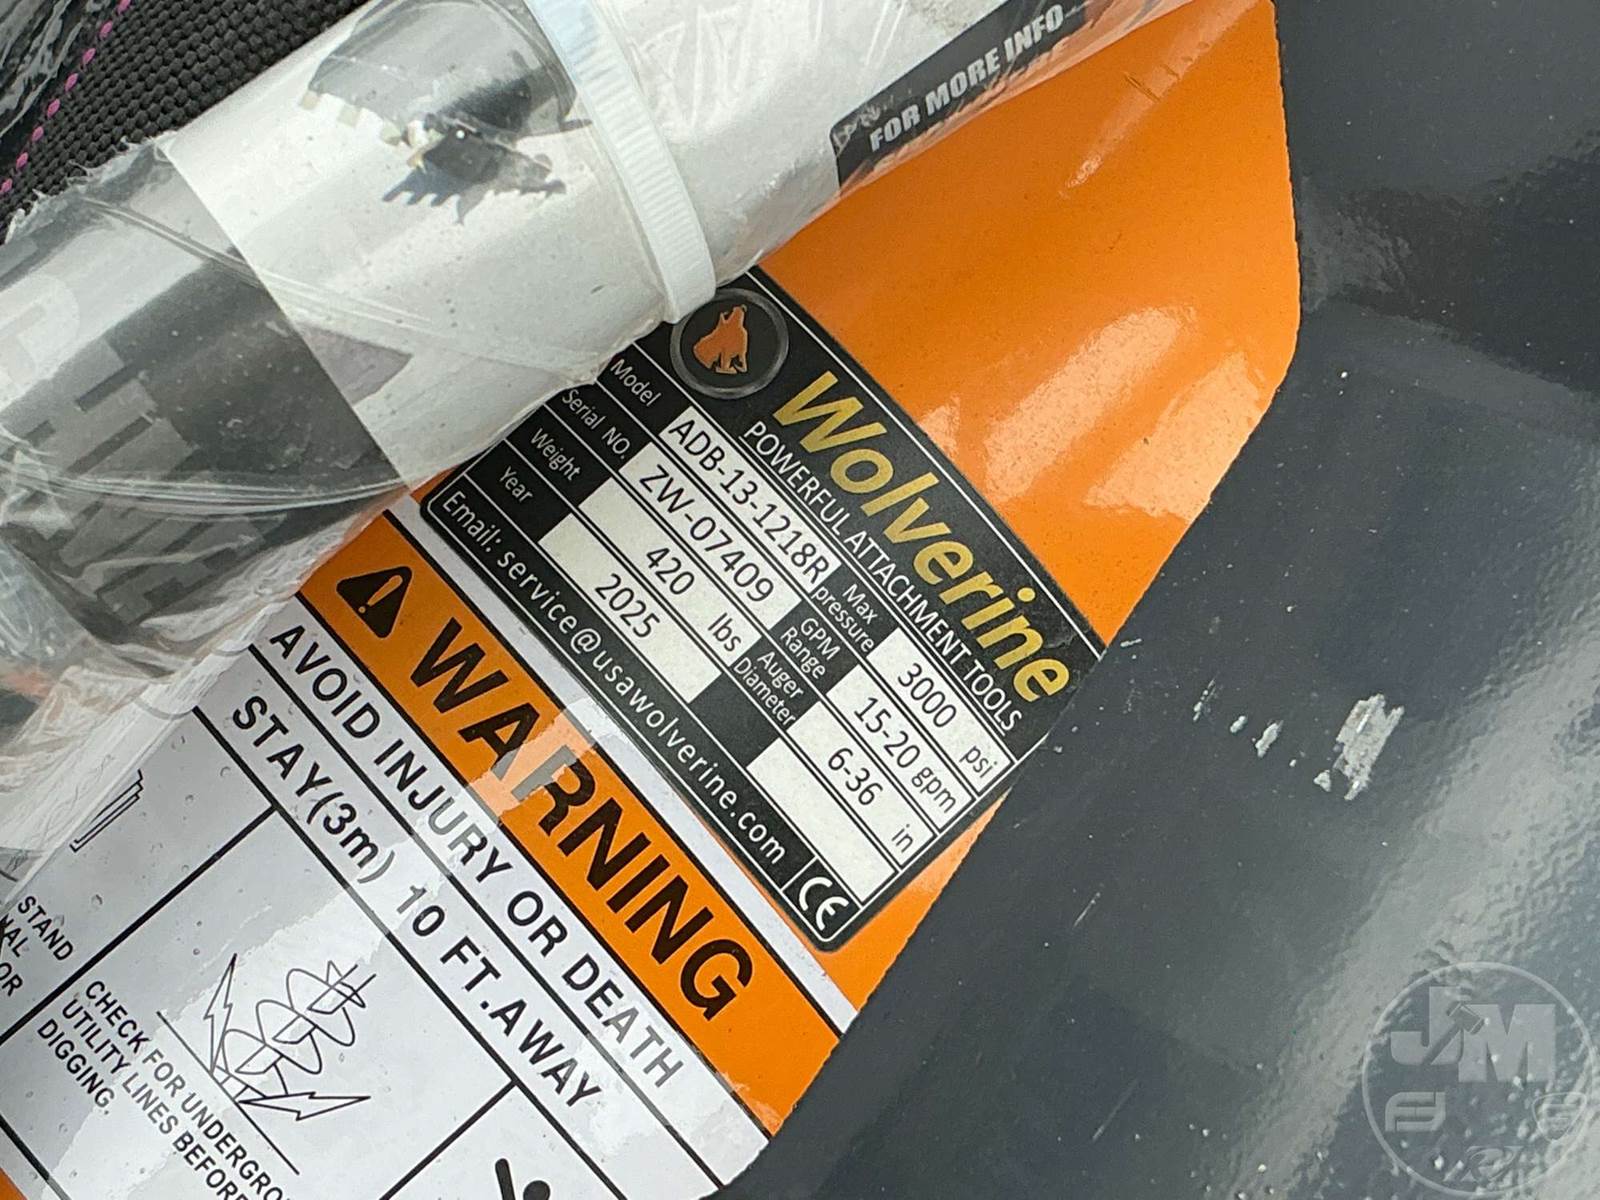 FOR MORE INFO
Wolverine
POWERFUL ATTACHMENT TOOLS
Model ADB-13-1218R Max pressure 3000 psi
Serial NO. ZW-07409 GPM Range 15-20 gpm
Weight 420 lbs Auger Diameter 6-36 in
Year 2025
Email: service@usawolverine.com CE
WARNING
AVOID INJURY OR DEATH
STAY(3m) 10 FT.AWAY
STAND
CHECK FOR UNDERGRO
UTILITY LINES BEFOR
DIGGING.
JM